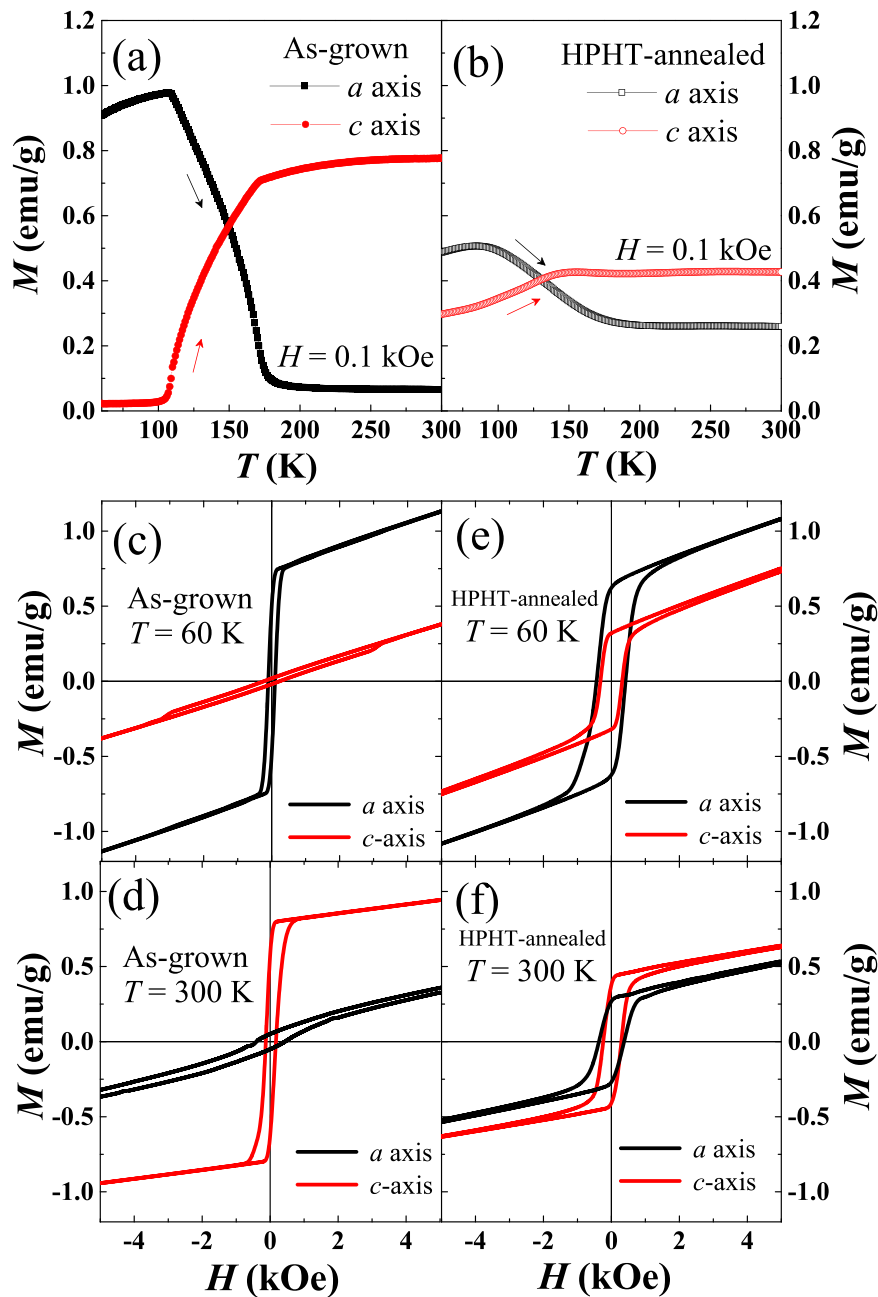 (a) As-grown
a axis
c axis
H = 0.1 kOe
M (emu/g)
1.2
1.0
0.8
0.6
0.4
0.2
0.0
100 150 200 250 300
T (K)
(b) HPHT-annealed
a axis
c axis
H = 0.1 kOe
1.2
1.0
0.8
0.6
0.4
0.2
0.0
M (emu/g)
100 150 200 250 300
T (K)
(c)
As-grown
T = 60 K
a axis
c-axis
M (emu/g)
1.0
0.5
0.0
-0.5
-1.0
(e)
HPHT-annealed
T = 60 K
a axis
c-axis
1.0
0.5
0.0
-0.5
-1.0
M (emu/g)
(d)
As-grown
T = 300 K
a axis
c-axis
M (emu/g)
1.0
0.5
0.0
-0.5
-1.0
-4 -2 0 2 4
H (kOe)
(f)
HPHT-annealed
T = 300 K
a axis
c-axis
1.0
0.5
0.0
-0.5
-1.0
M (emu/g)
-4 -2 0 2 4
H (kOe)